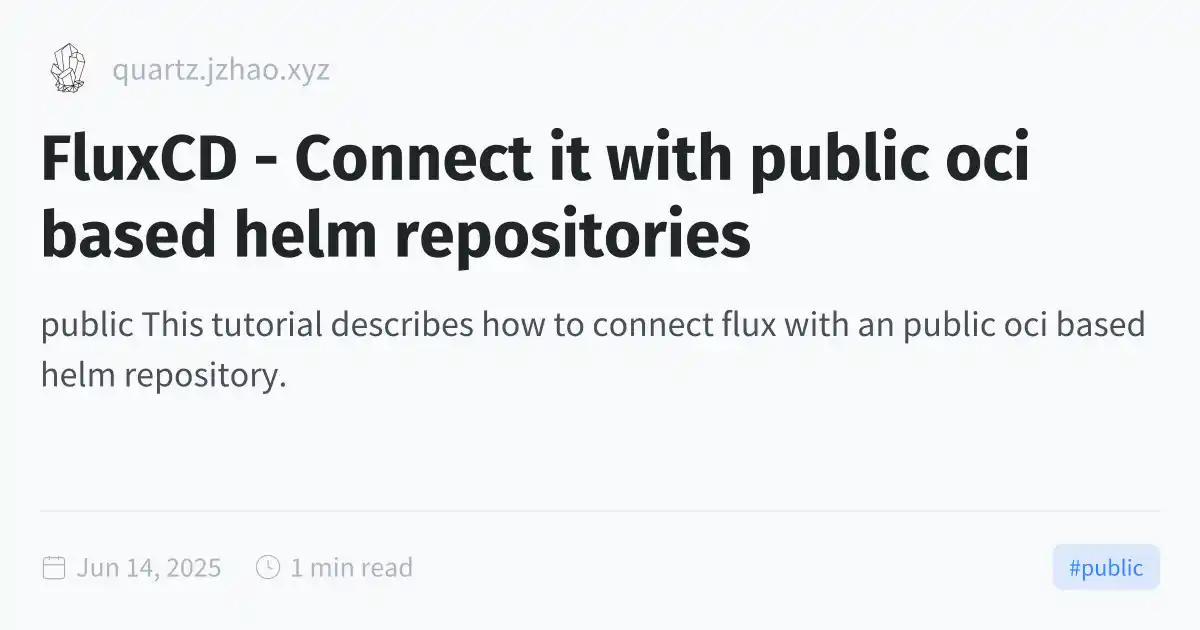 quartz.jzhao.xyz
FluxCD - Connect it with public oci
based helm repositories
public This tutorial describes how to connect flux with an public oci based
helm repository.
Jun 14, 2025 1 min read #public